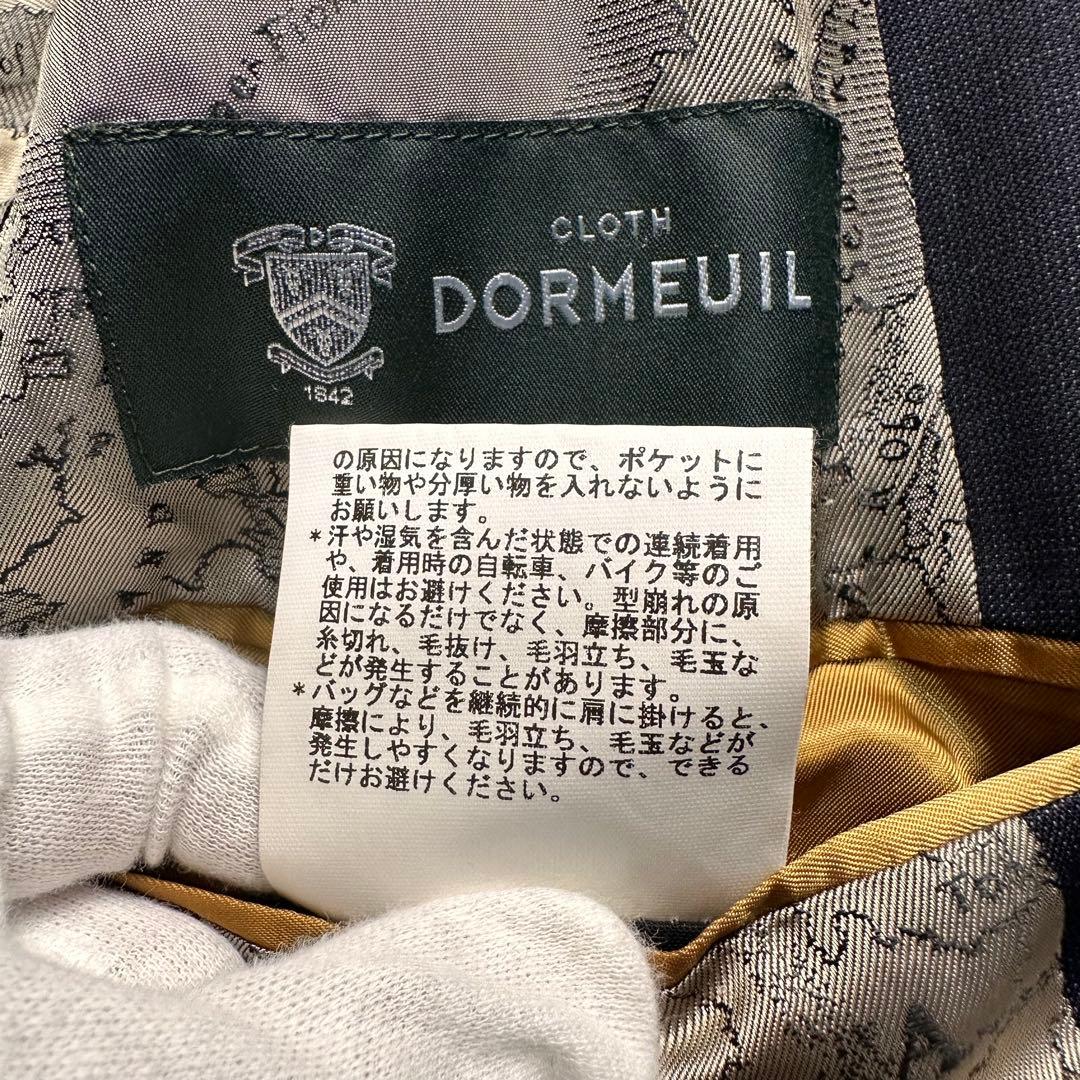 CLOTH
DORMEUIL
1842
の原因になりますので、ポケットに
重い物や分厚い物を入れないように
お願いします。
*汗や湿気を含んだ状態での連続着用
や、着用時の自転車、バイク等のご
使用はお避けください。型崩れの原
因になるだけでなく、摩擦部分に、
糸切れ、毛抜け、毛羽立ち、毛玉な
どが発生することがあります。
*バッグなどを継続的に肩に掛けると、
摩擦により、毛羽立ち、毛玉などが
発生しやすくなりますので、できる
だけお避けください。